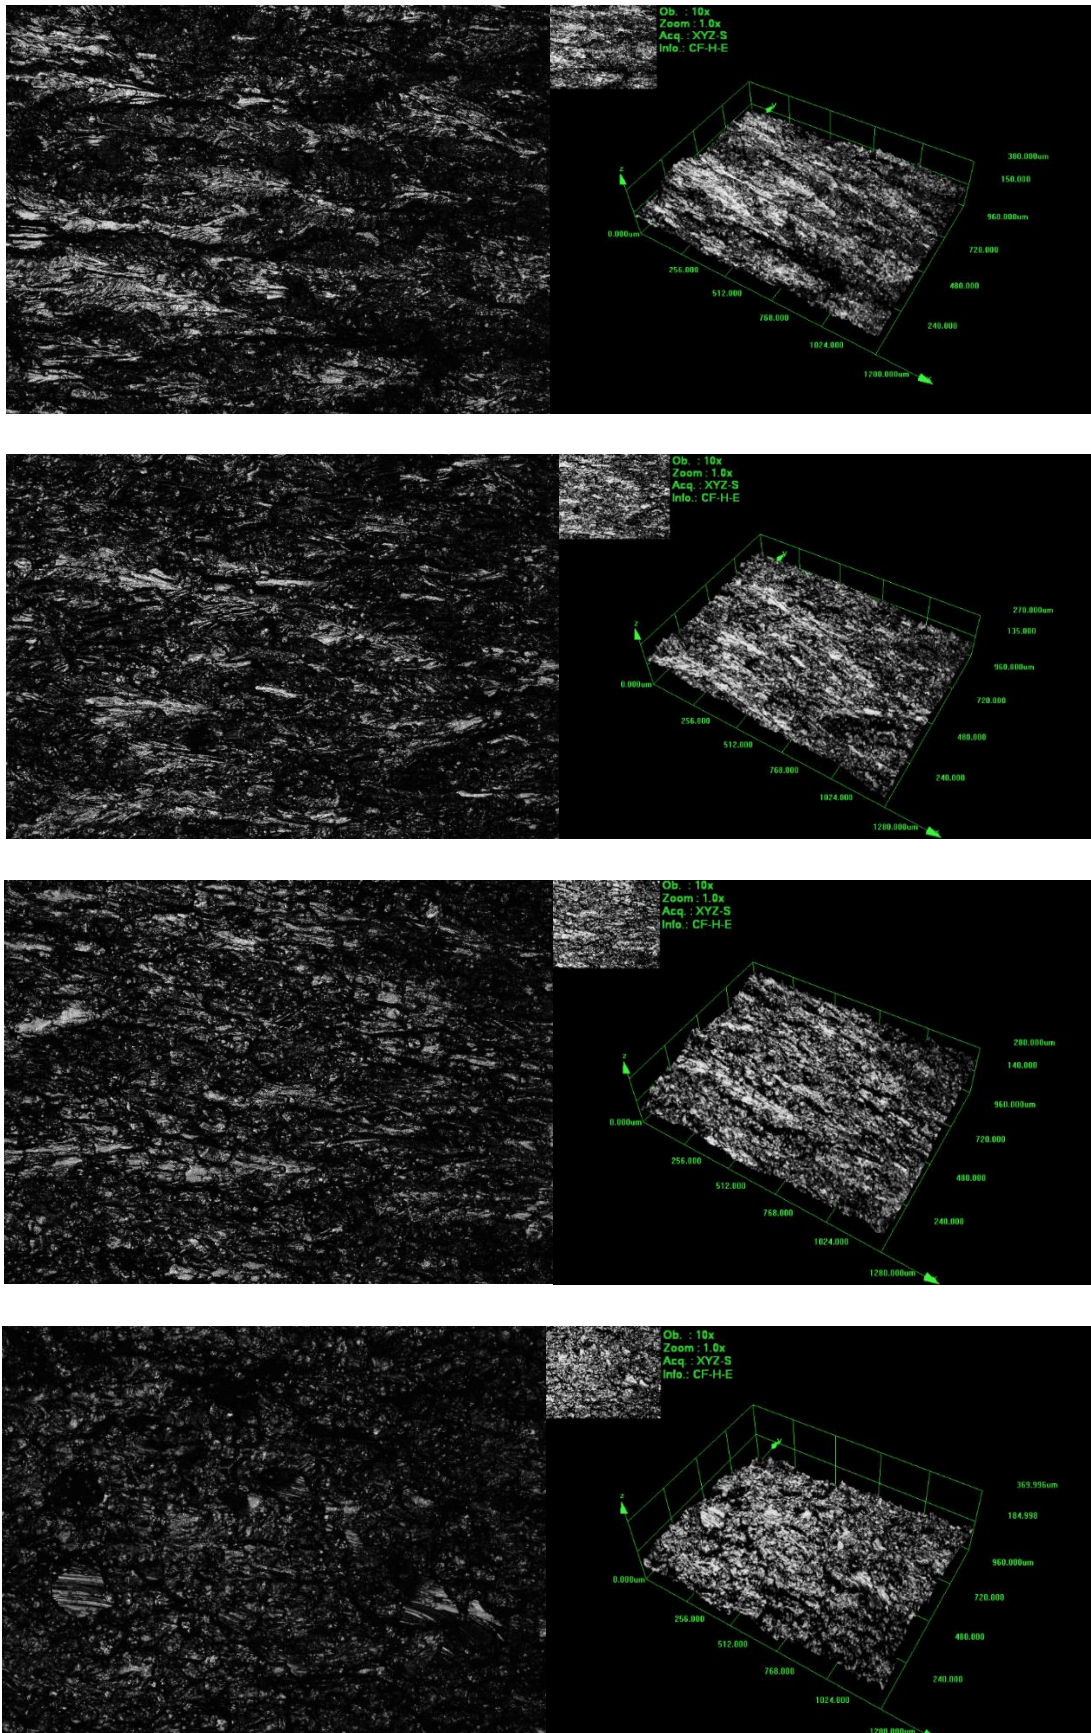 Ob. : 10x
Zoom : 1.0x
Acq. : XYZ-S
Info.: CF-H-E
y
300.000um
150.000
z
960.000um
0.000um
720.000
256.000
480.000
512.000
240.000
768.000
1024.000
1280.000um
Ob. : 10x
Zoom : 1.0x
Acq. : XYZ-S
Info.: CF-H-E
y
270.000um
z
135.000
960.000um
0.000um
720.000
256.000
480.000
512.000
768.000
240.000
1024.000
1280.000um
Ob. : 10x
Zoom : 1.0x
Acq. : XYZ-S
Info.: CF-H-E
280.000um
z
140.000
960.000um
0.000um
720.000
256.000
480.000
512.000
768.000
240.000
1024.000
1280.000um
Ob. : 10x
Zoom : 1.0x
Acq. : XYZ-S
Info.: CF-H-E
y
369.996um
z
184.998
960.000um
0.000um
720.000
256.000
480.000
512.000
768.000
240.000
1024.000
1280.000um